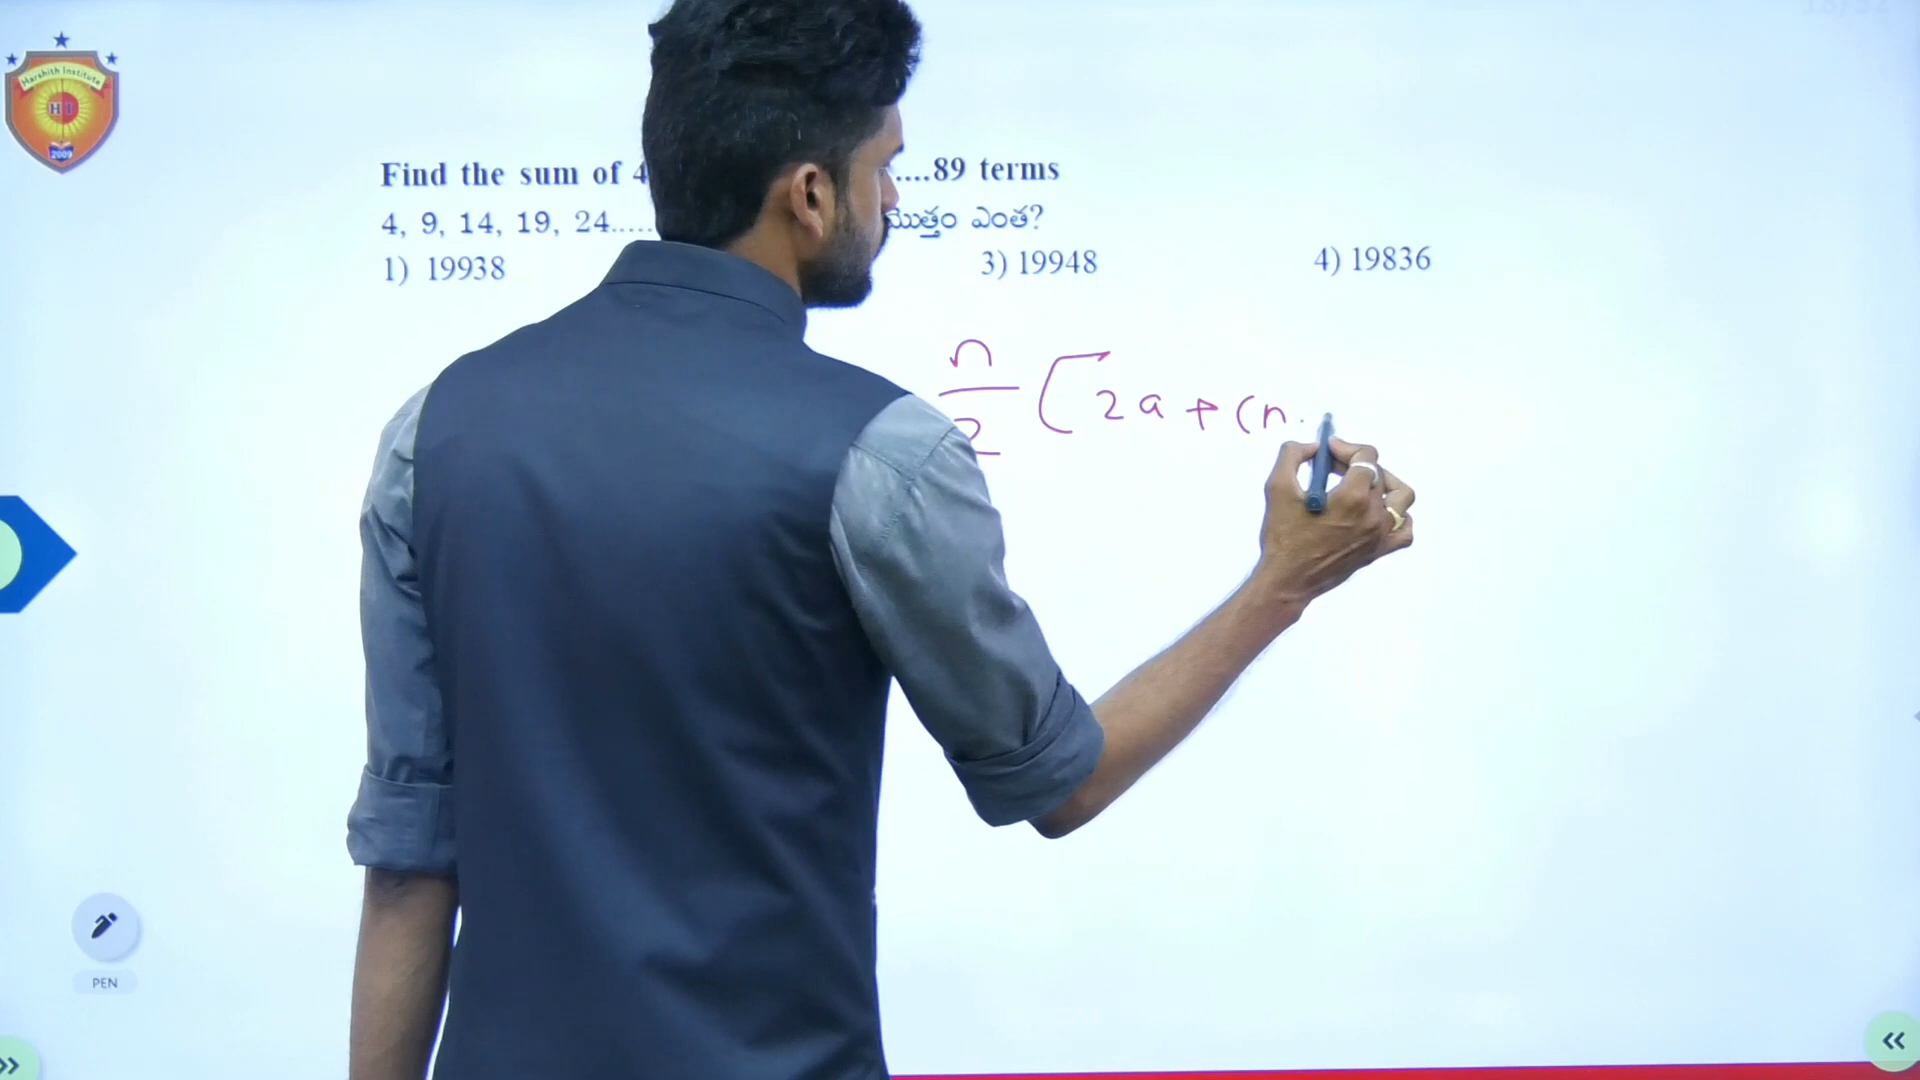 Harshith Institute
H I
2009
Find the sum of 4 ....89 terms
4, 9, 14, 19, 24..... మొత్తం ఎంత?
1) 19938 3) 19948 4) 19836
n
2 [ 2a + (n
PEN